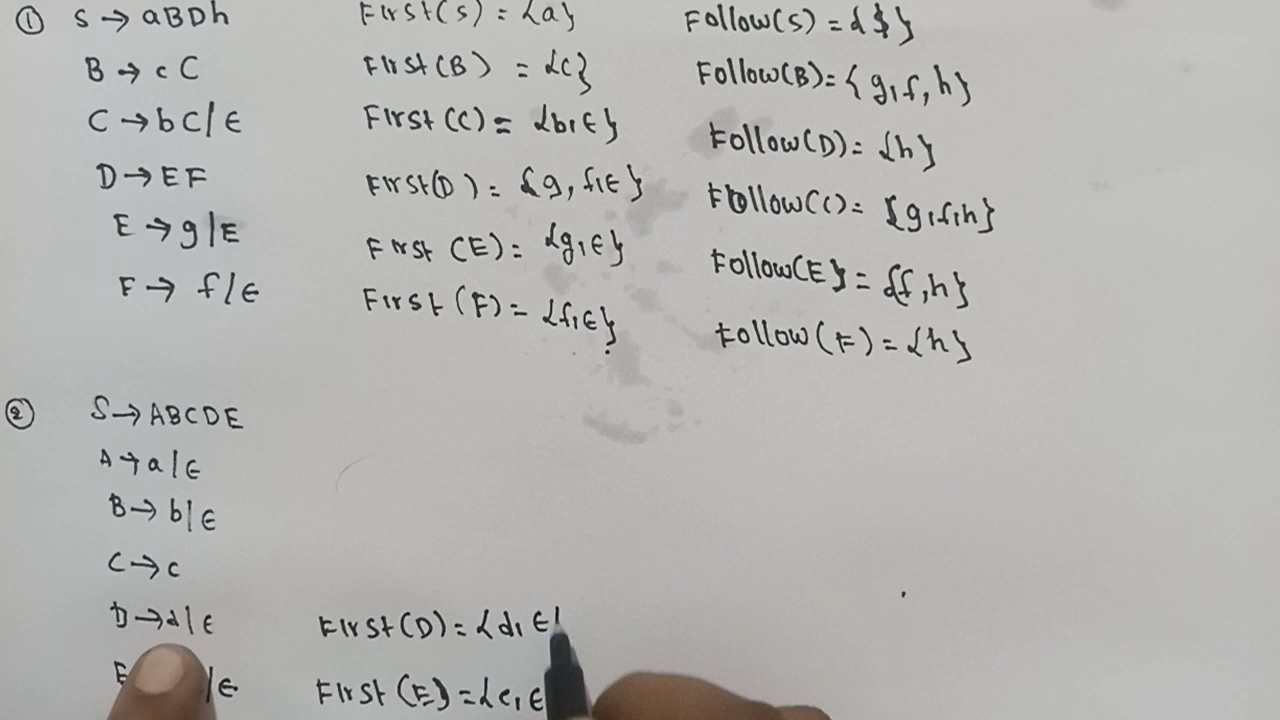 ① S → aBDh First(S) = {a} Follow(S) = {$}
B → cC First(B) = {c} Follow(B) = {g, f, h}
C → bC/ε First(C) = {b, ε} Follow(D) = {h}
D → EF First(D) = {g, f, ε} Follow(C) = {g, f, h}
E → g/ε First(E) = {g, ε} Follow(E} = {f, h}
F → f/ε First(F) = {f, ε} Follow(F) = {h}
② S → ABCDE
A → a/ε
B → b/ε
C → c
D → d/ε First(D) = {d, ε
E /ε First(E) = {e, ε